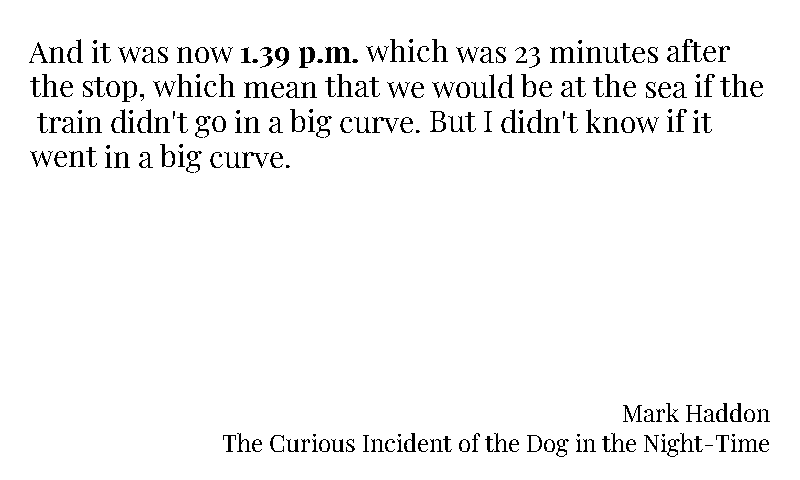 And it was now 1.39 p.m. which was 23 minutes after
the stop, which mean that we would be at the sea if the
train didn't go in a big curve. But I didn't know if it
went in a big curve.
Mark Haddon
The Curious Incident of the Dog in the Night-Time